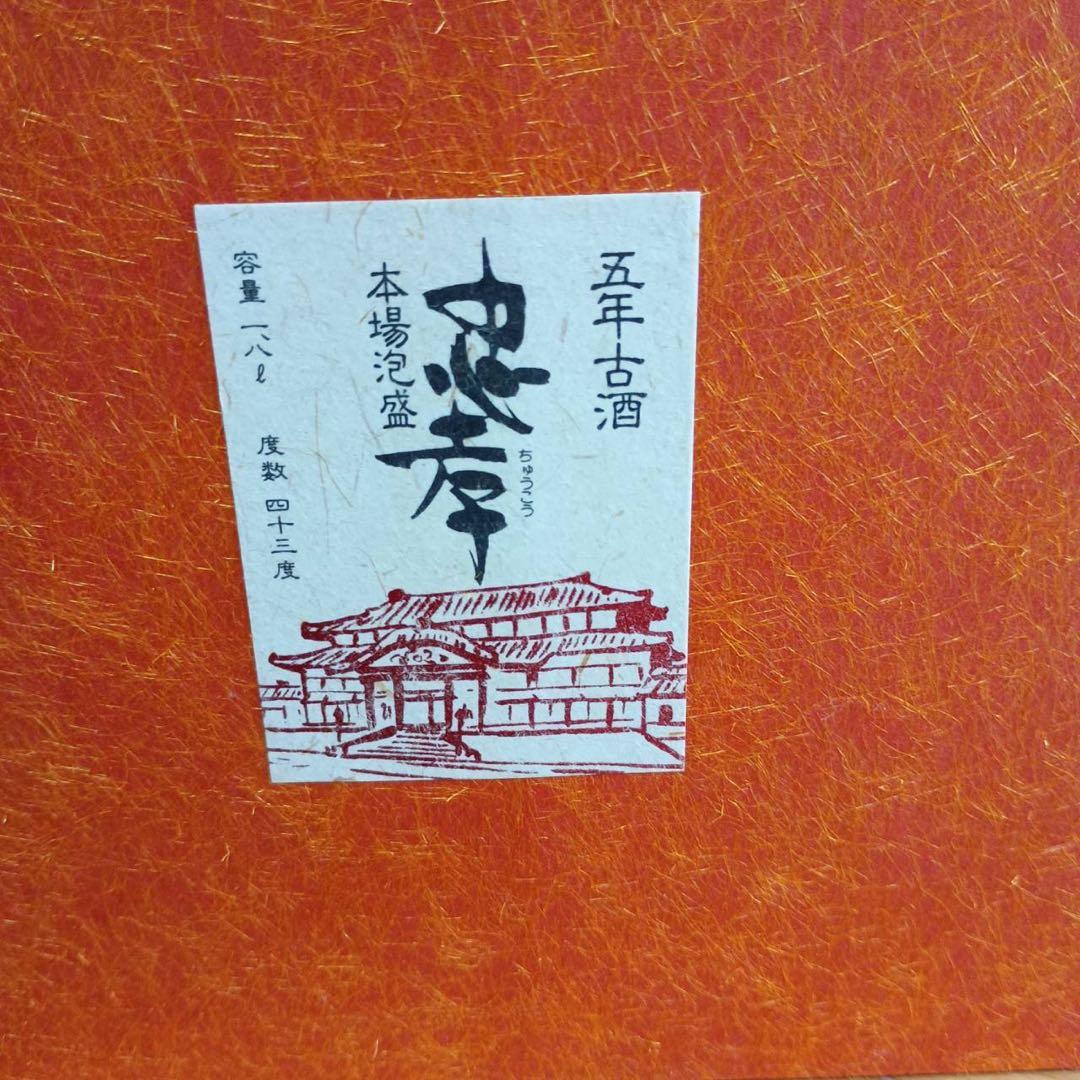 五年古酒
忠孝
ちゅうこう
本場泡盛
容量 一八ℓ
度数 四十三度